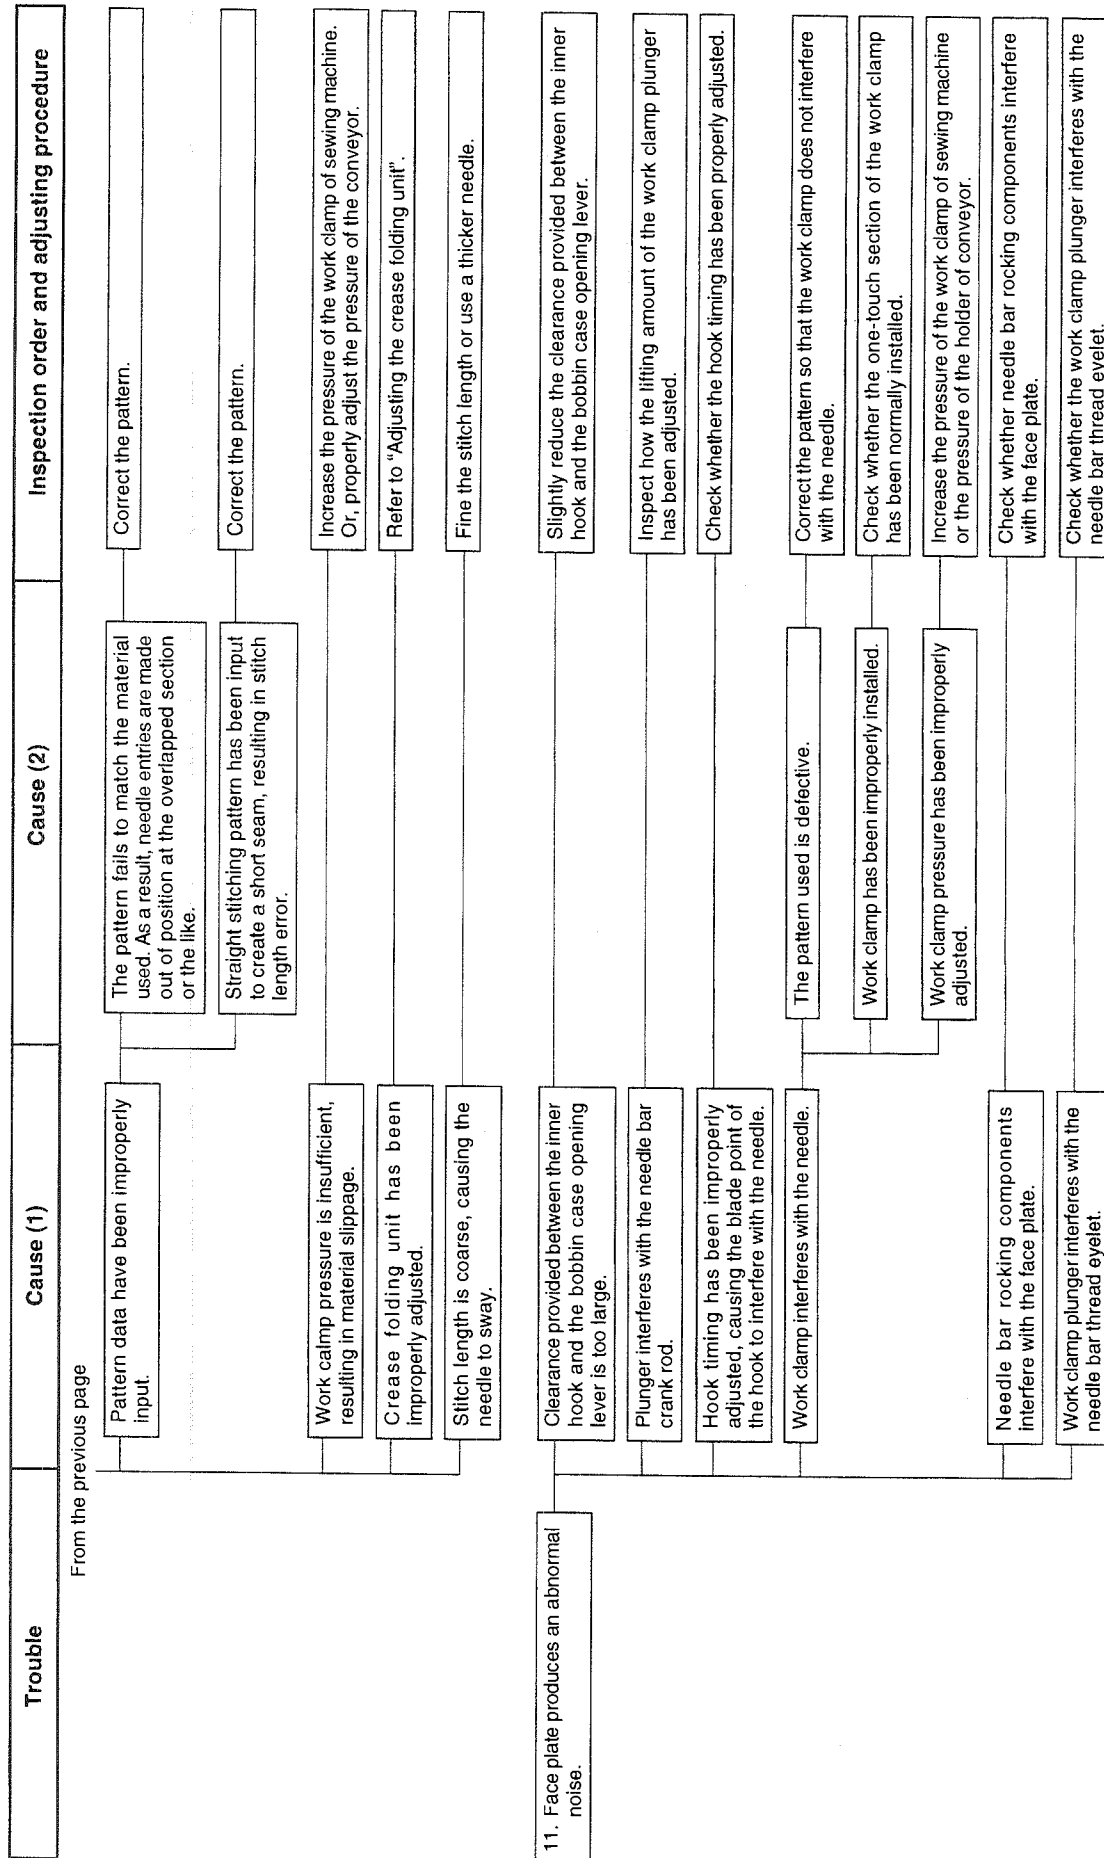 Trouble
Cause (1)
Cause (2)
Inspection order and adjusting procedure
From the previous page
Pattern data have been improperly
input.
The pattern fails to match the material
used. As a result, needle entries are made
out of position at the overlapped section
or the like.
Correct the pattern.
Straight stitching pattern has been input
to create a short seam, resulting in stitch
length error.
Correct the pattern.
Work calmp pressure is insufficient,
resulting in material slippage.
Increase the pressure of the work clamp of sewing machine.
Or, properly adjust the pressure of the conveyor.
Crease folding unit has been
improperly adjusted.
Refer to “Adjusting the crease folding unit”.
Stitch length is coarse, causing the
needle to sway.
Fine the stitch length or use a thicker needle.
11. Face plate produces an abnormal
noise.
Clearance provided between the inner
hook and the bobbin case opening
lever is too large.
Slightly reduce the clearance provided between the inner
hook and the bobbin case opening lever.
Plunger interferes with the needle bar
crank rod.
Inspect how the lifting amount of the work clamp plunger
has been adjusted.
Hook timing has been improperly
adjusted, causing the blade point of
the hook to interfere with the needle.
Check whether the hook timing has been properly adjusted.
Work clamp interferes with the needle.
The pattern used is defective.
Correct the pattern so that the work clamp does not interfere
with the needle.
Work clamp has been improperly installed.
Check whether the one-touch section of the work clamp
has been normally installed.
Work clamp pressure has been improperly
adjusted.
Increase the pressure of the work clamp of sewing machine
or the pressure of the holder of conveyor.
Needle bar rocking components
interfere with the face plate.
Check whether needle bar rocking components interfere
with the face plate.
Work clamp plunger interferes with the
needle bar thread eyelet.
Check whether the work clamp plunger interferes with the
needle bar thread eyelet.